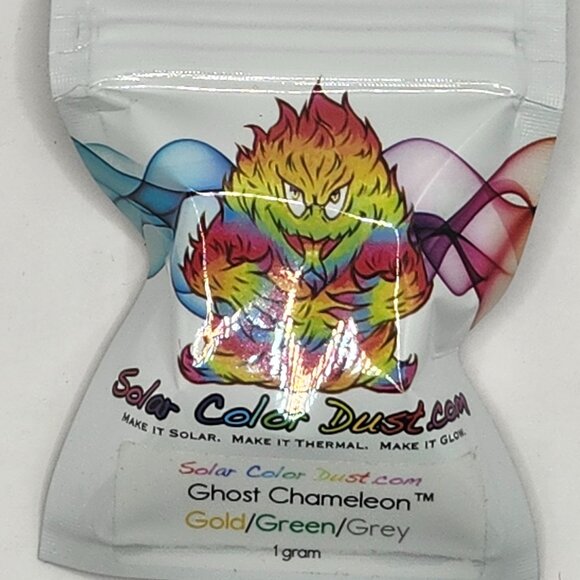 Solar Color Dust.com
Make it Solar. Make it Thermal. Make it Glow.
Solar Color Dust.com
Ghost Chameleon™
Gold/Green/Grey
1 gram